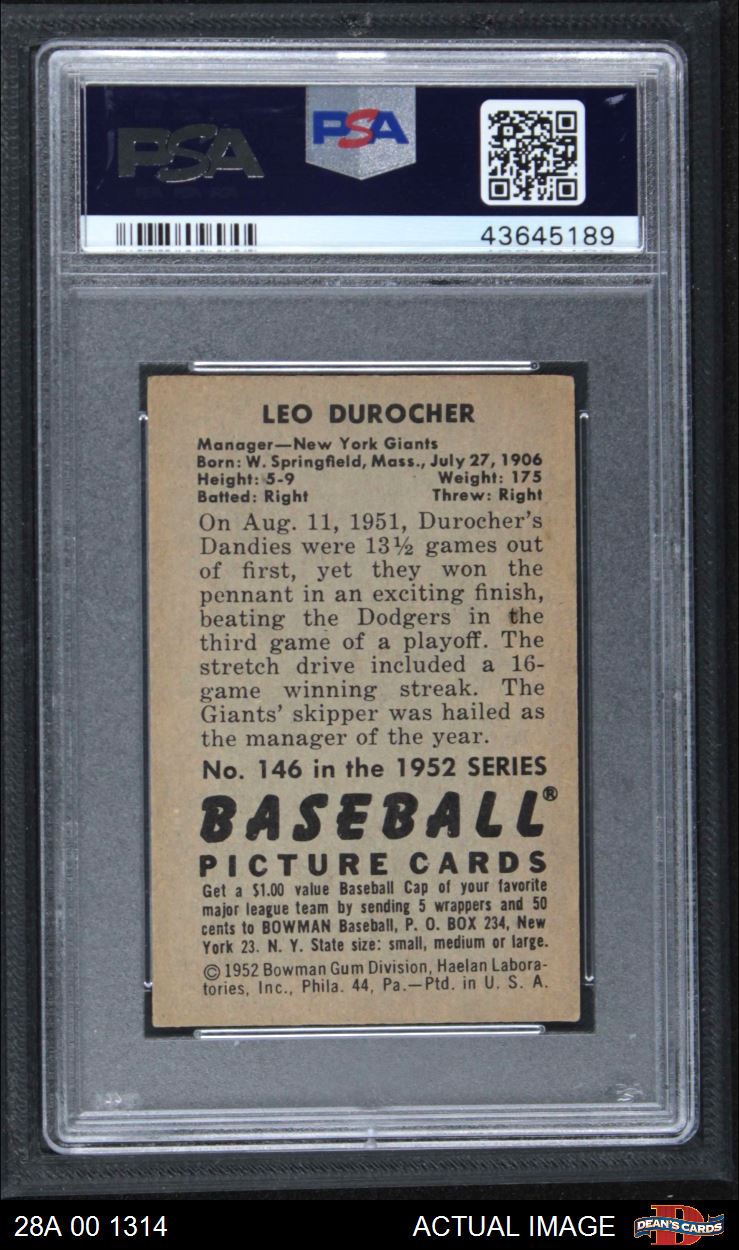 PSA
PSA
43645189
LEO DUROCHER
Manager—New York Giants
Born: W. Springfield, Mass., July 27, 1906
Height: 5-9 Weight: 175
Batted: Right Threw: Right
On Aug. 11, 1951, Durocher's
Dandies were 13½ games out
of first, yet they won the
pennant in an exciting finish,
beating the Dodgers in the
third game of a playoff. The
stretch drive included a 16-
game winning streak. The
Giants' skipper was hailed as
the manager of the year.
No. 146 in the 1952 SERIES
BASEBALL®
PICTURE CARDS
Get a $1.00 value Baseball Cap of your favorite
major league team by sending 5 wrappers and 50
cents to BOWMAN Baseball, P. O. BOX 234, New
York 23. N. Y. State size: small, medium or large.
© 1952 Bowman Gum Division, Haelan Labora-
tories, Inc., Phila. 44, Pa.—Ptd. in U. S. A.
28A 00 1314 ACTUAL IMAGE DEAN'S CARDS